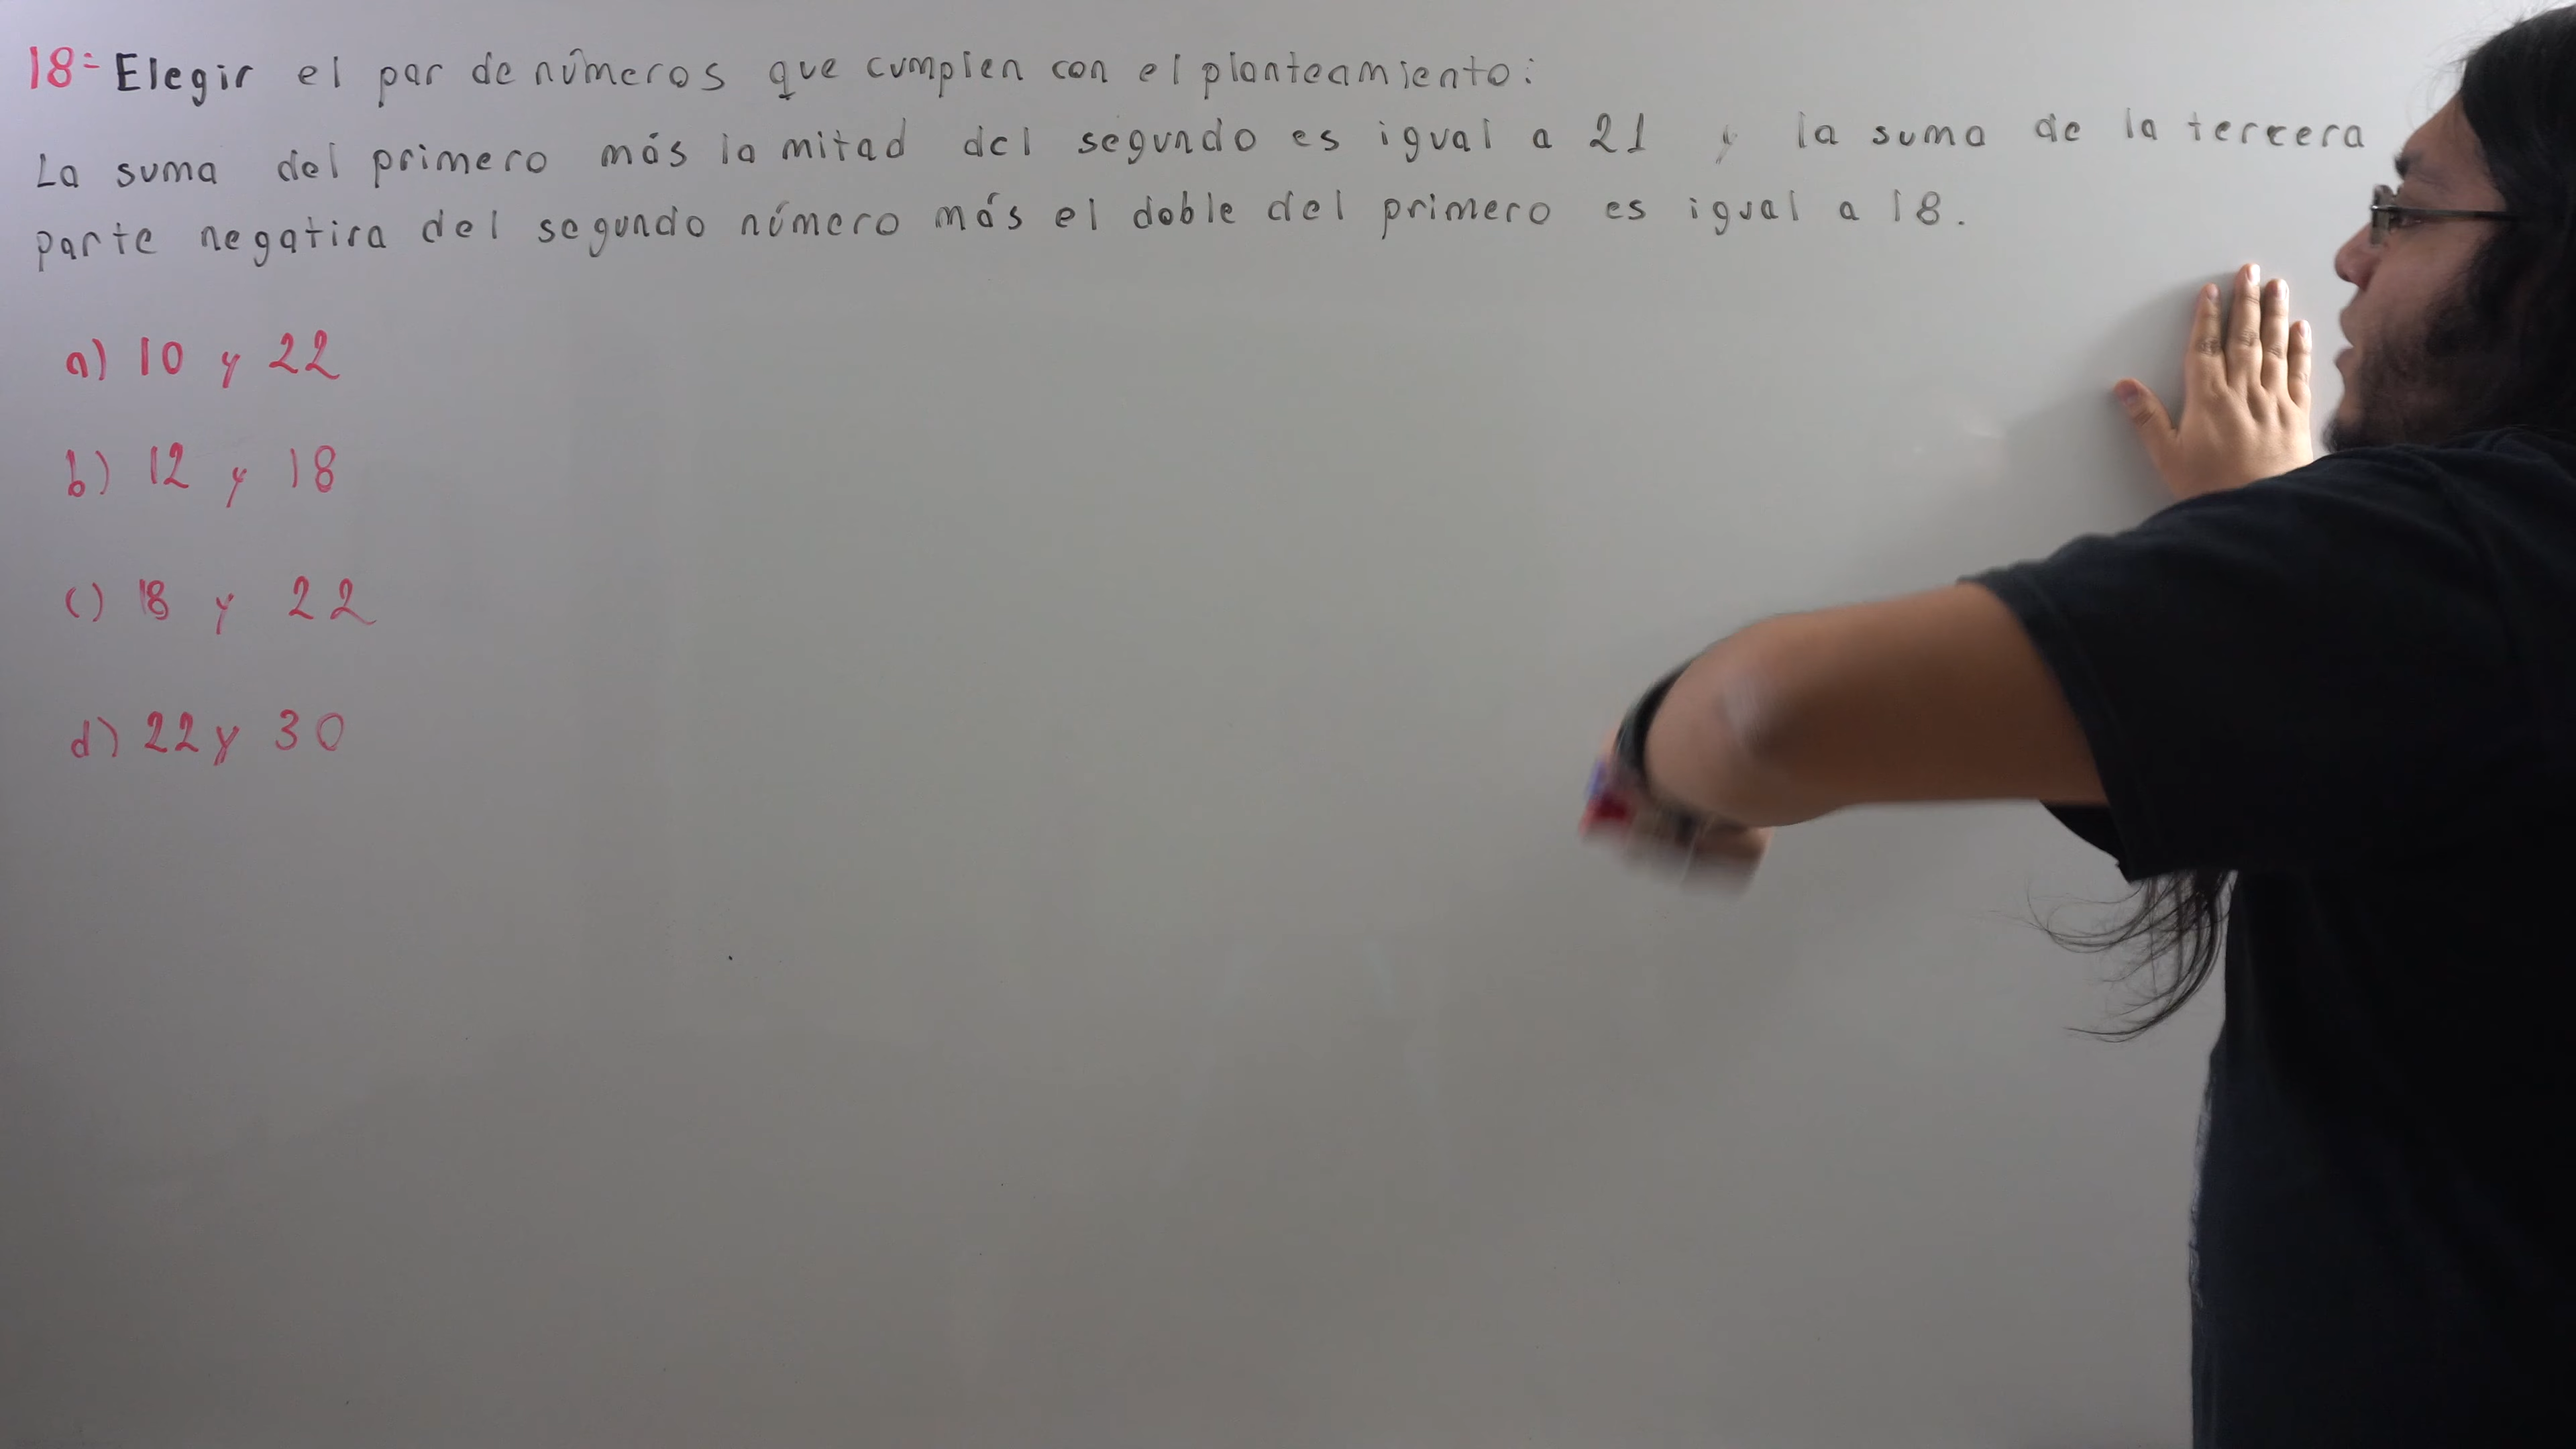 18= Elegir el par de números que cumplen con el planteamiento:
La suma del primero más la mitad del segundo es igual a 21 y la suma de la tercera
parte negativa del segundo número más el doble del primero es igual a 18.
a) 10 y 22
b) 12 y 18
c) 18 y 22
d) 22 y 30